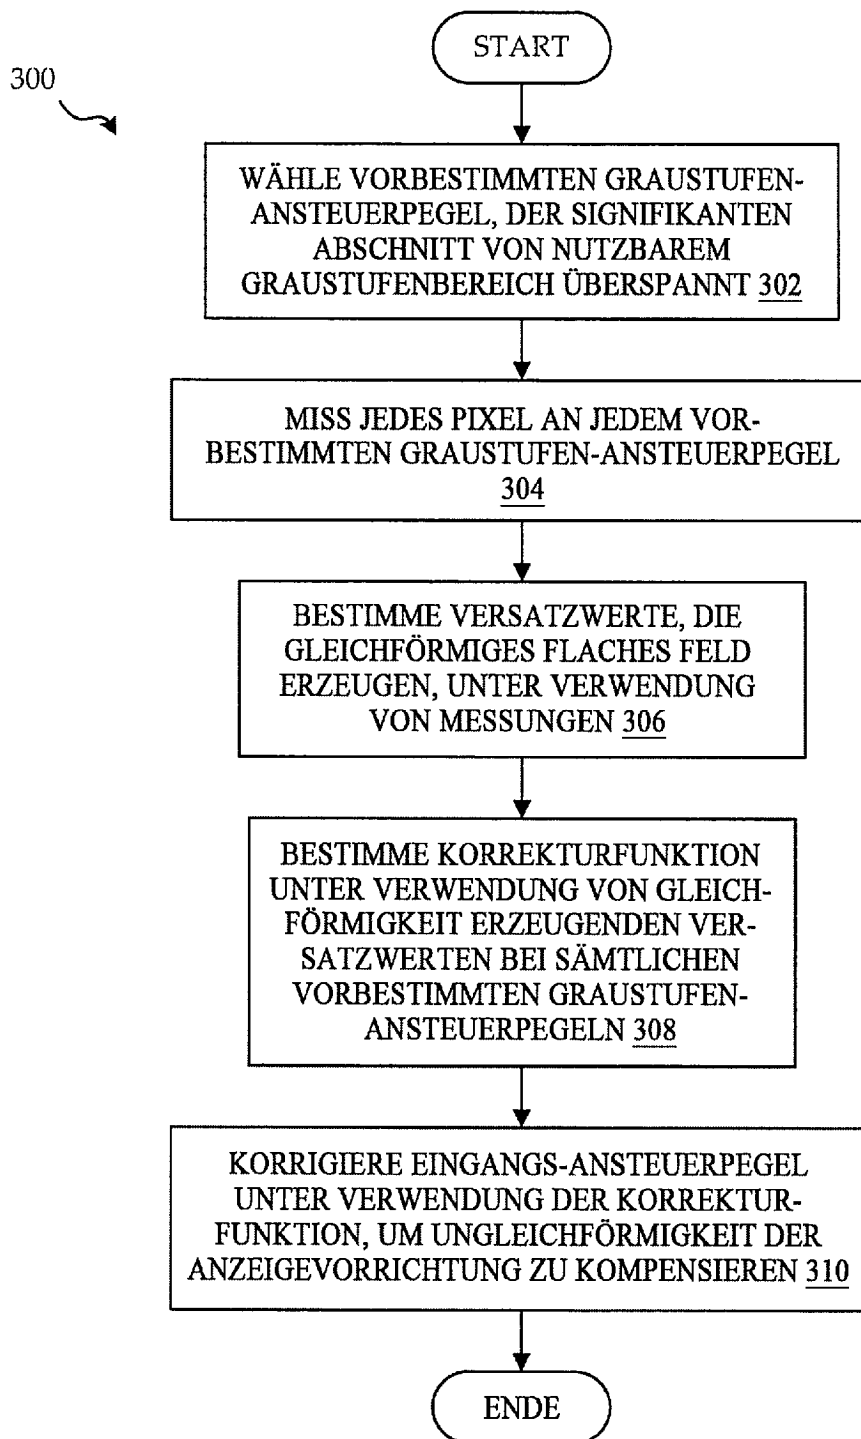 START
300
WÄHLE VORBESTIMMTEN GRAUSTUFEN-
ANSTEUERPEGEL, DER SIGNIFIKANTEN
ABSCHNITT VON NUTZBAREM
GRAUSTUFENBEREICH ÜBERSPANNT 302
MISS JEDES PIXEL AN JEDEM VOR-
BESTIMMTEN GRAUSTUFEN-ANSTEUERPEGEL
304
BESTIMME VERSATZWERTE, DIE
GLEICHFÖRMIGES FLACHES FELD
ERZEUGEN, UNTER VERWENDUNG
VON MESSUNGEN 306
BESTIMME KORREKTURFUNKTION
UNTER VERWENDUNG VON GLEICH-
FÖRMIGKEIT ERZEUGENDEN VER-
SATZWERTEN BEI SÄMTLICHEN
VORBESTIMMTEN GRAUSTUFEN-
ANSTEUERPEGELN 308
KORRIGIERE EINGANGS-ANSTEUERPEGEL
UNTER VERWENDUNG DER KORREKTUR-
FUNKTION, UM UNGLEICHFÖRMIGKEIT DER
ANZEIGEVORRICHTUNG ZU KOMPENSIEREN 310
ENDE